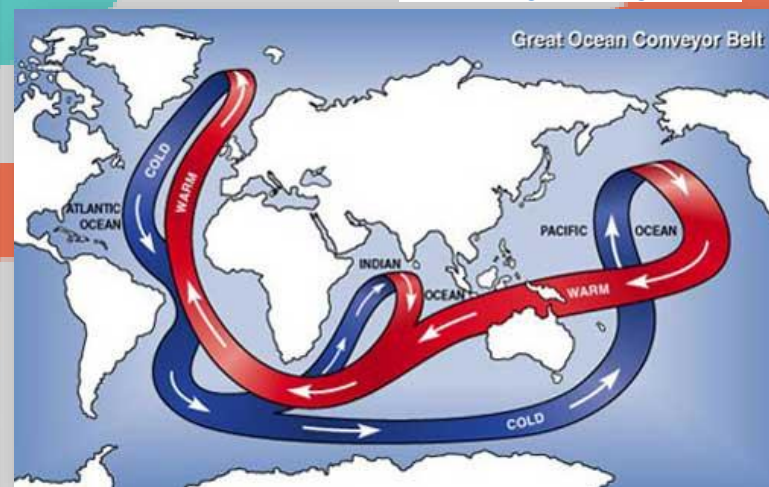 Great Ocean Conveyor Belt
COLD
WARM
ATLANTIC
OCEAN
PACIFIC
OCEAN
INDIAN
OCEAN
WARM
COLD